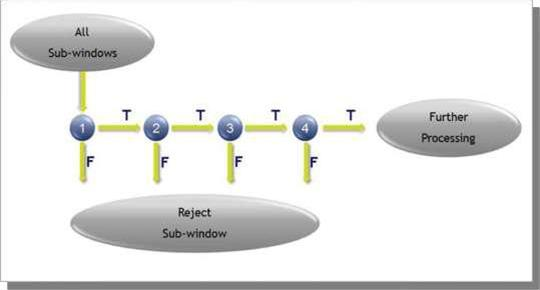 All
Sub-windows
T T T T
1 2 3 4
Further
Processing
F F F F
Reject
Sub-window